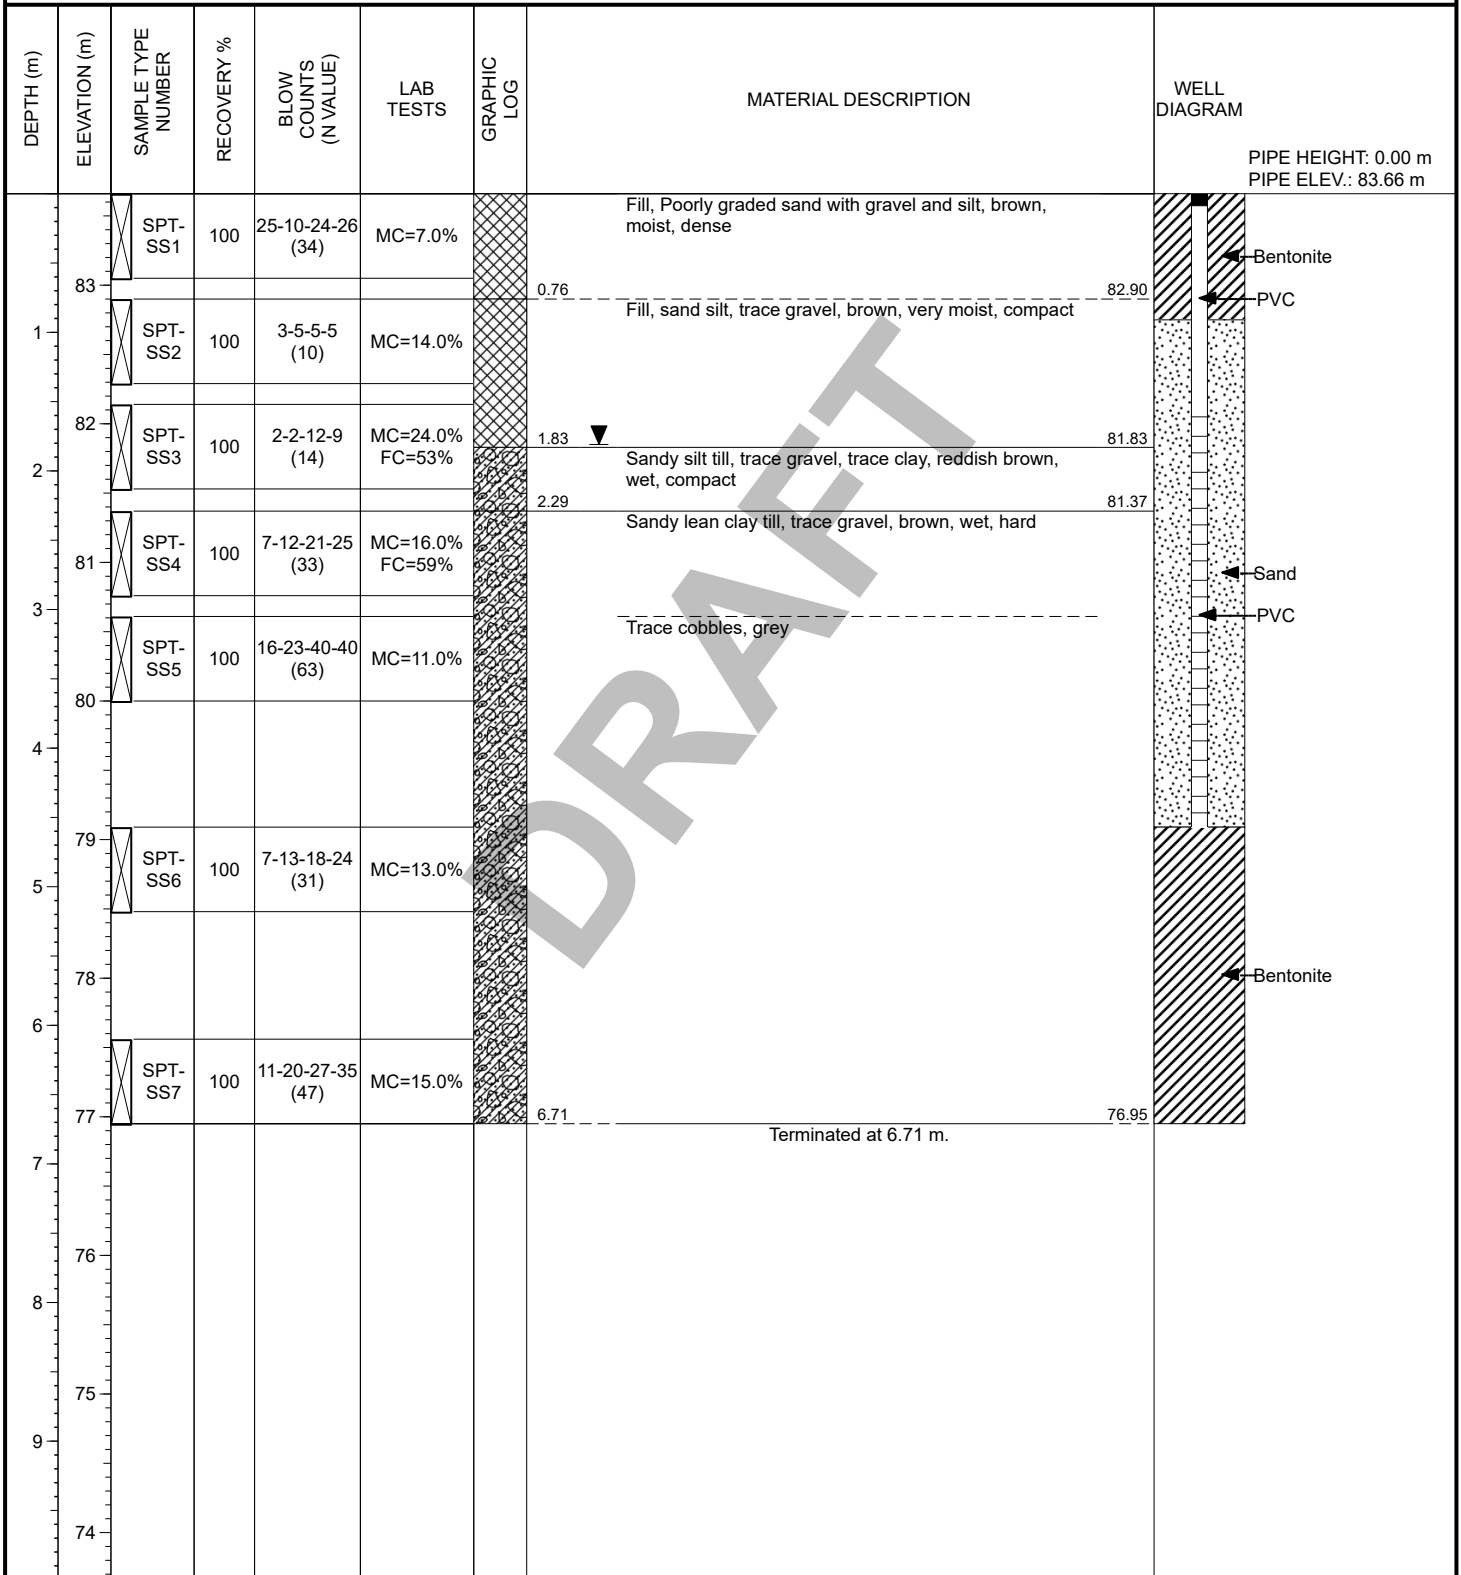 DEPTH (m)
ELEVATION (m)
SAMPLE TYPE
NUMBER
RECOVERY %
BLOW
COUNTS
(N VALUE)
LAB
TESTS
GRAPHIC
LOG
MATERIAL DESCRIPTION
WELL
DIAGRAM
PIPE HEIGHT: 0.00 m
PIPE ELEV.: 83.66 m
Fill, Poorly graded sand with gravel and silt, brown,
moist, dense
SPT-
SS1
100
25-10-24-26
(34)
MC=7.0%
Bentonite
83
0.76
82.90
PVC
Fill, sand silt, trace gravel, brown, very moist, compact
1
SPT-
SS2
100
3-5-5-5
(10)
MC=14.0%
82
SPT-
SS3
100
2-2-12-9
(14)
MC=24.0%
FC=53%
1.83
81.83
Sandy silt till, trace gravel, trace clay, reddish brown,
wet, compact
2
2.29
81.37
Sandy lean clay till, trace gravel, brown, wet, hard
SPT-
SS4
100
7-12-21-25
(33)
MC=16.0%
FC=59%
81
Sand
3
PVC
Trace cobbles, grey
SPT-
SS5
100
16-23-40-40
(63)
MC=11.0%
80
DRAFT
4
79
SPT-
SS6
100
7-13-18-24
(31)
MC=13.0%
5
78
Bentonite
6
SPT-
SS7
100
11-20-27-35
(47)
MC=15.0%
77
6.71
76.95
Terminated at 6.71 m.
7
76
8
75
9
74